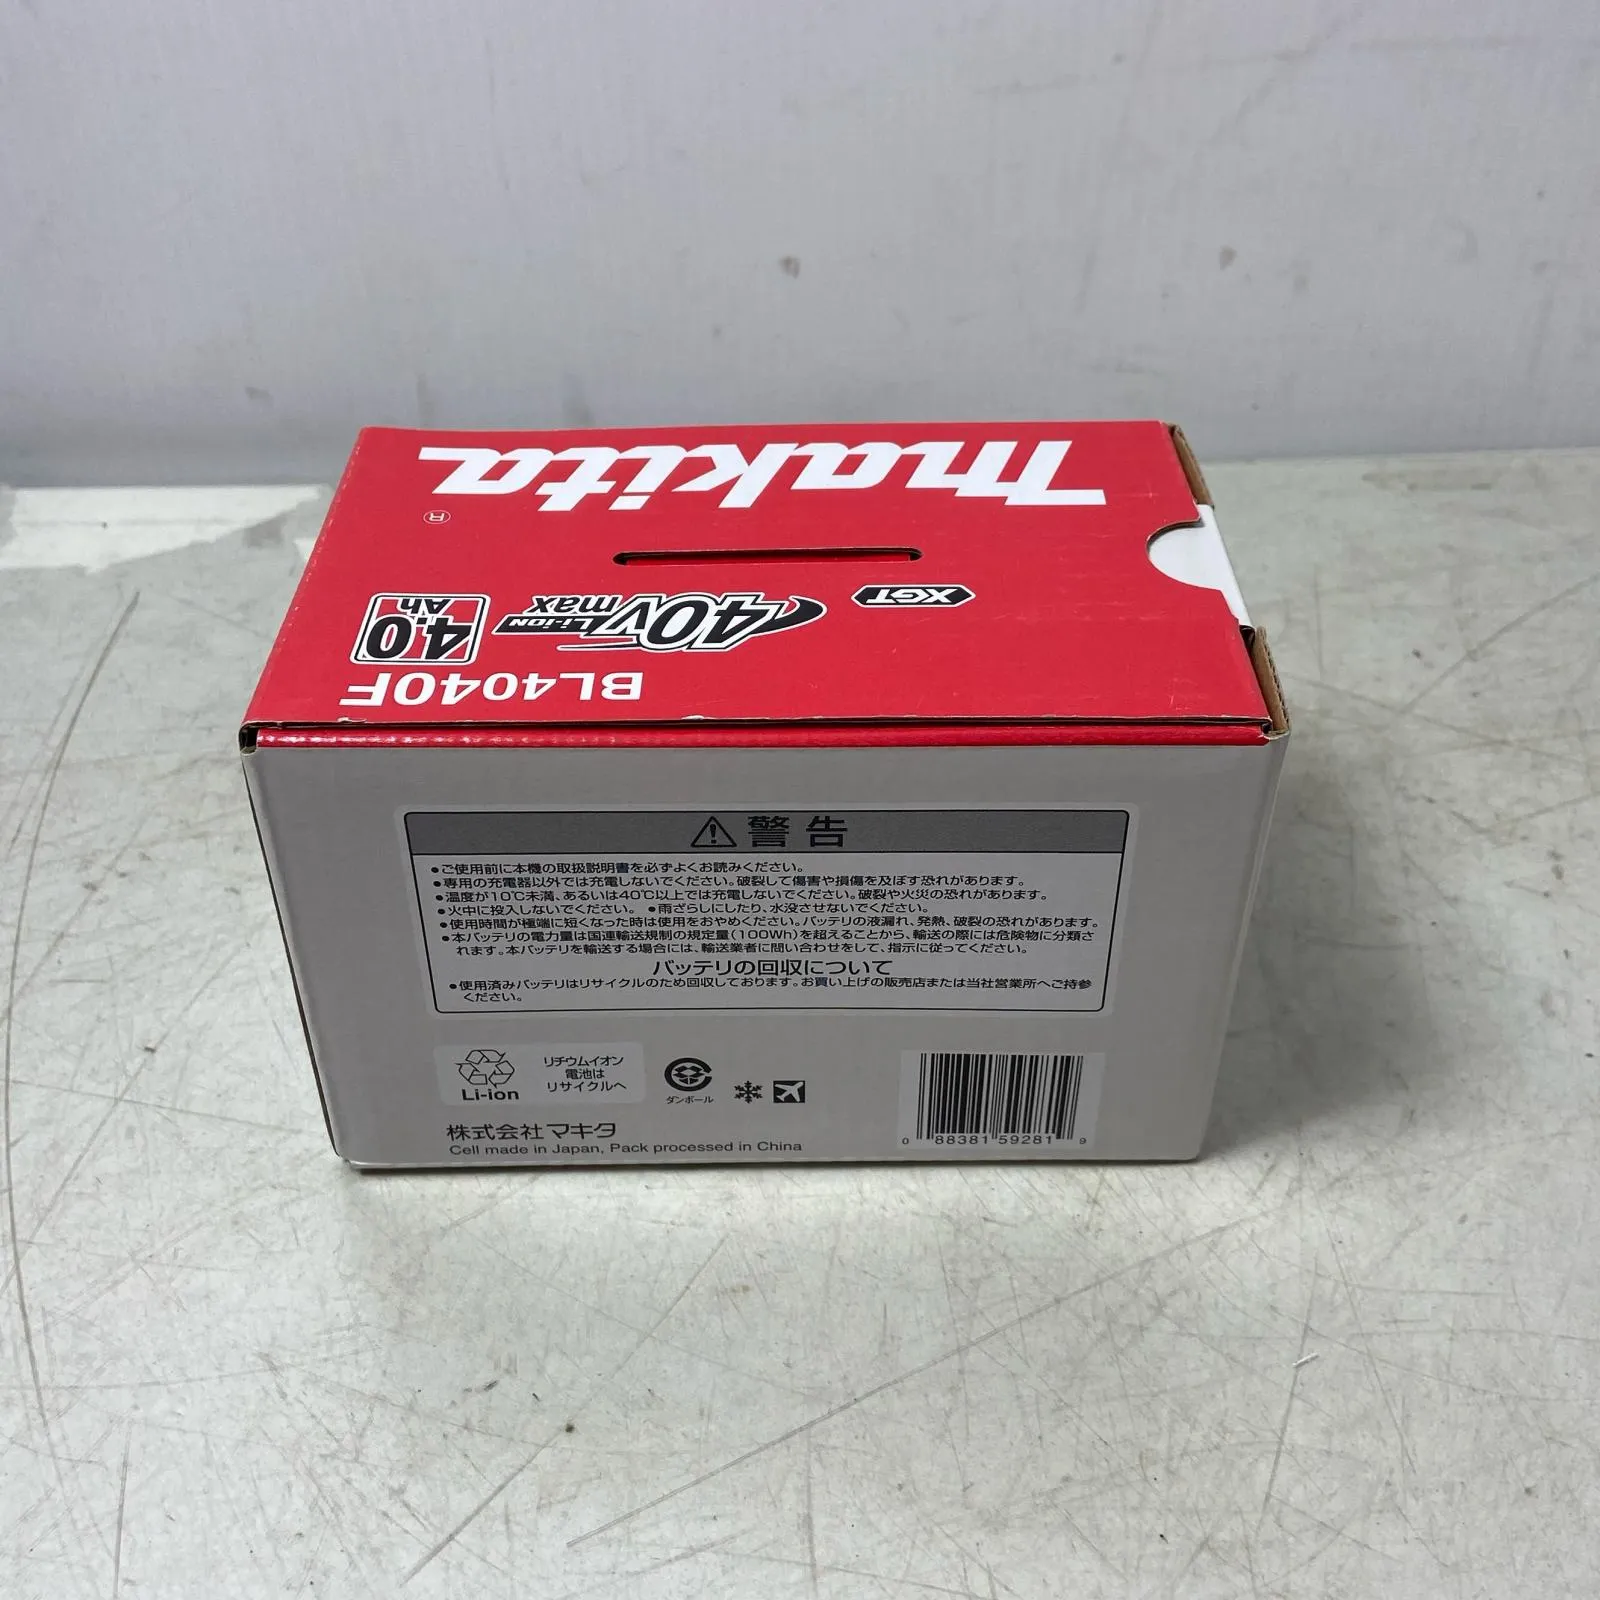 Makita
®
XGT
40Vmax
Li-ion
4.0
Ah
BL4040F
警告
●ご使用前に本機の取扱説明書を必ずよくお読みください。
●専用の充電器以外では充電しないでください。破裂して傷害や損傷を及ぼす恐れがあります。
●温度が10℃未満、あるいは40℃以上では充電しないでください。破裂や火災の恐れがあります。
●火中に投入しないでください。 ●雨ざらしにしたり、水没させないでください。
●使用時間が極端に短くなった時は使用をおやめください。バッテリの液漏れ、発熱、破裂の恐れがあります。
●本バッテリの電力量は国連輸送規制の規定量(100Wh)を超えることから、輸送の際には危険物に分類さ
れます。本バッテリを輸送する場合には、輸送業者に問い合わせをして、指示に従ってください。
バッテリの回収について
●使用済みバッテリはリサイクルのため回収しております。お買い上げの販売店または当社営業所へご持参
ください。
Li-ion
リチウムイオン
電池は
リサイクルへ
ダンボール
0 88381 59281 9
株式会社マキタ
Cell made in Japan, Pack processed in China